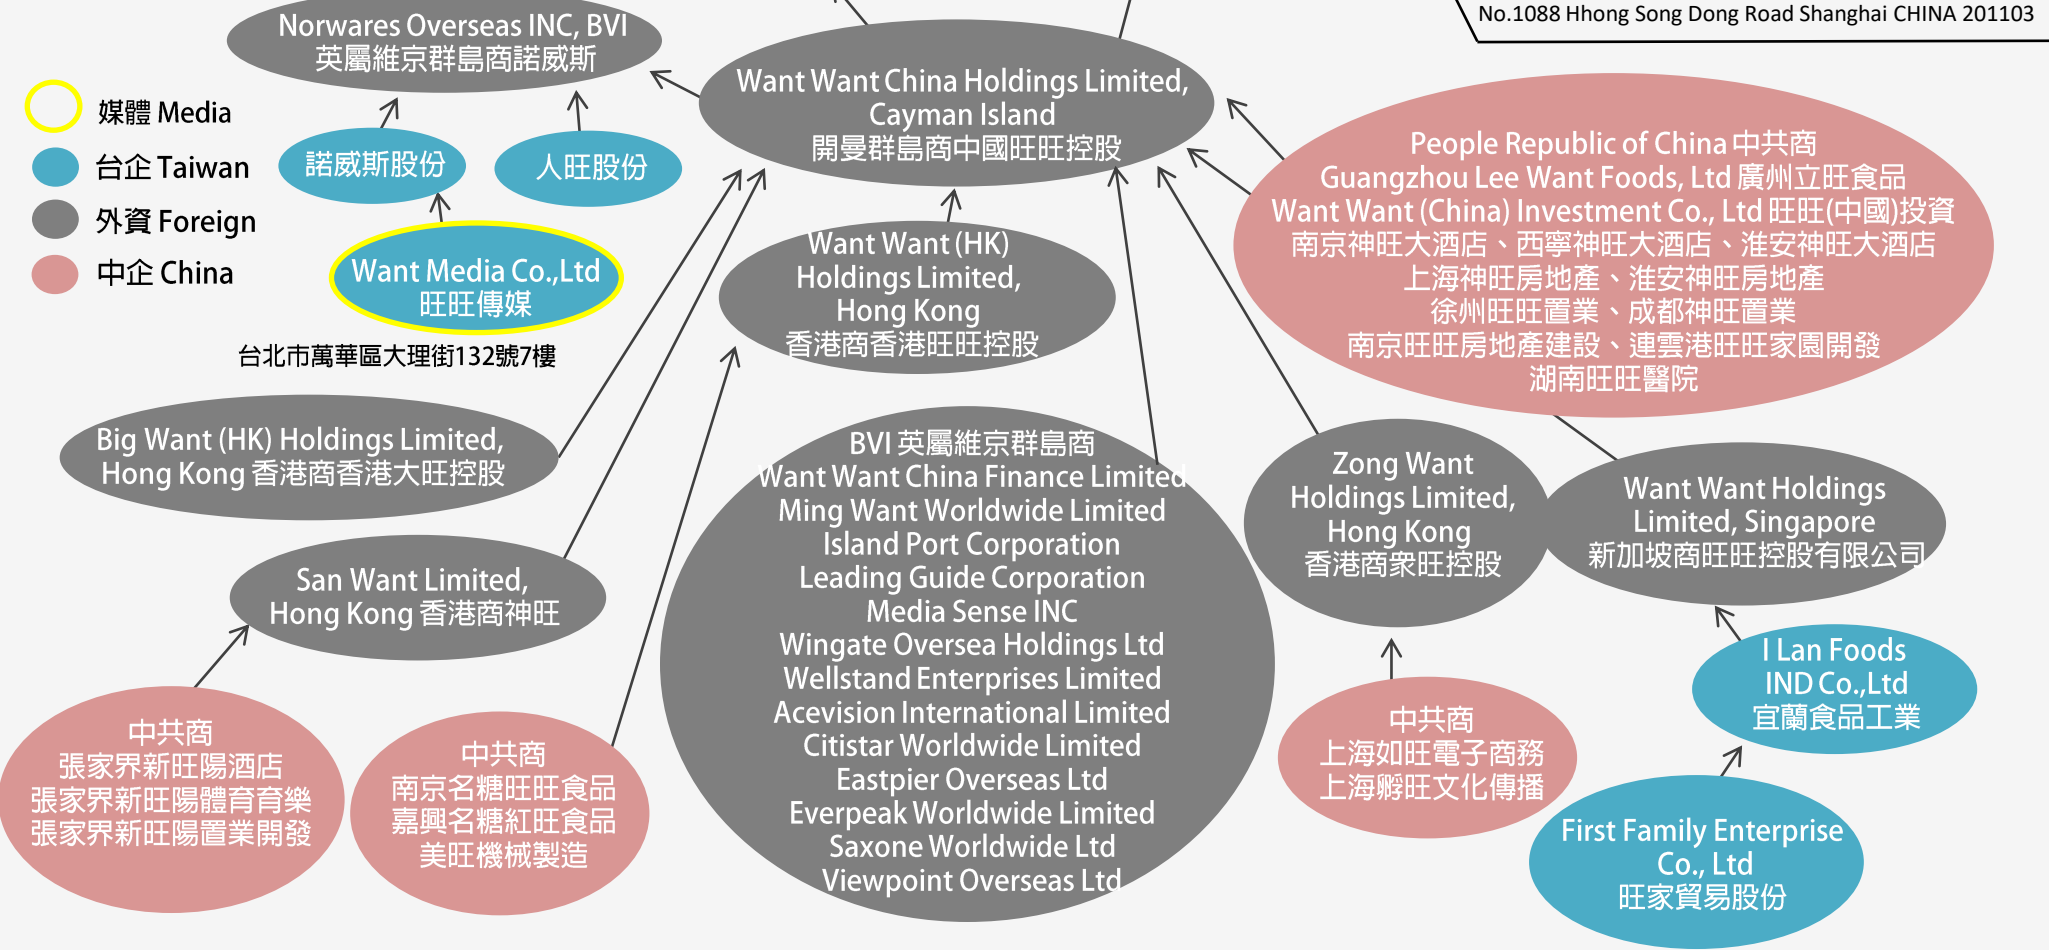 No.1088 Hhong Song Dong Road Shanghai CHINA 201103
Norwares Overseas INC, BVI
英屬維京群島商諾威斯
Want Want China Holdings Limited,
Cayman Island
開曼群島商中國旺旺控股
媒體 Media
台企 Taiwan
外資 Foreign
中企 China
諾威斯股份
人旺股份
Want Media Co.,Ltd
旺旺傳媒
台北市萬華區大理街132號7樓
Want Want (HK)
Holdings Limited,
Hong Kong
香港商香港旺旺控股
People Republic of China 中共商
Guangzhou Lee Want Foods, Ltd 廣州立旺食品
Want Want (China) Investment Co., Ltd 旺旺(中國)投資
南京神旺大酒店、西寧神旺大酒店、淮安神旺大酒店
上海神旺房地產、淮安神旺房地產
徐州旺旺置業、成都神旺置業
南京旺旺房地產建設、連雲港旺旺家園開發
湖南旺旺醫院
Big Want (HK) Holdings Limited,
Hong Kong 香港商香港大旺控股
San Want Limited,
Hong Kong 香港商神旺
BVI 英屬維京群島商
Want Want China Finance Limited
Ming Want Worldwide Limited
Island Port Corporation
Leading Guide Corporation
Media Sense INC
Wingate Oversea Holdings Ltd
Wellstand Enterprises Limited
Acevision International Limited
Citistar Worldwide Limited
Eastpier Overseas Ltd
Everpeak Worldwide Limited
Saxone Worldwide Ltd
Viewpoint Overseas Ltd
Zong Want
Holdings Limited,
Hong Kong
香港商衆旺控股
Want Want Holdings
Limited, Singapore
新加坡商旺旺控股有限公司
I Lan Foods
IND Co.,Ltd
宜蘭食品工業
中共商
張家界新旺陽酒店
張家界新旺陽體育育樂
張家界新旺陽置業開發
中共商
南京名糖旺旺食品
嘉興名糖紅旺食品
美旺機械製造
中共商
上海如旺電子商務
上海孵旺文化傳播
First Family Enterprise
Co., Ltd
旺家貿易股份